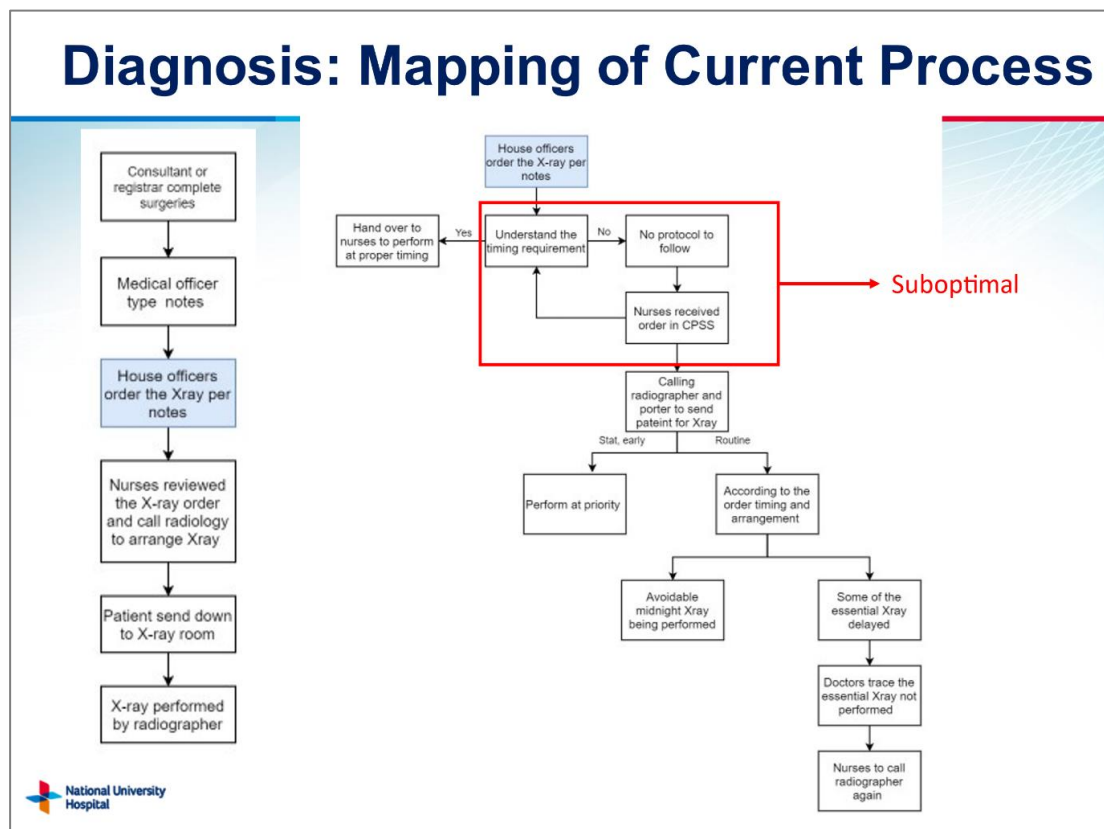 Diagnosis: Mapping of Current Process
Consultant or
registrar complete
surgeries
Medical officer
type notes
House officers
order the Xray per
notes
Nurses reviewed
the X-ray order
and call radiology
to arrange Xray
Patient send down
to X-ray room
X-ray performed
by radiographer
House officers
order the X-ray per
notes
Hand over to
nurses to perform
at proper timing
Yes
Understand the
timing requirement
No
No protocol to
follow
Nurses received
order in CPSS
Suboptimal
Calling
radiographer and
porter to send
pateint for Xray
Stat, early
Routine
Perform at priority
According to the
order timing and
arrangement
Avoidable
midnight Xray
being performed
Some of the
essential Xray
delayed
Doctors trace the
essential Xray not
performed
Nurses to call
radiographer
again
National University
Hospital